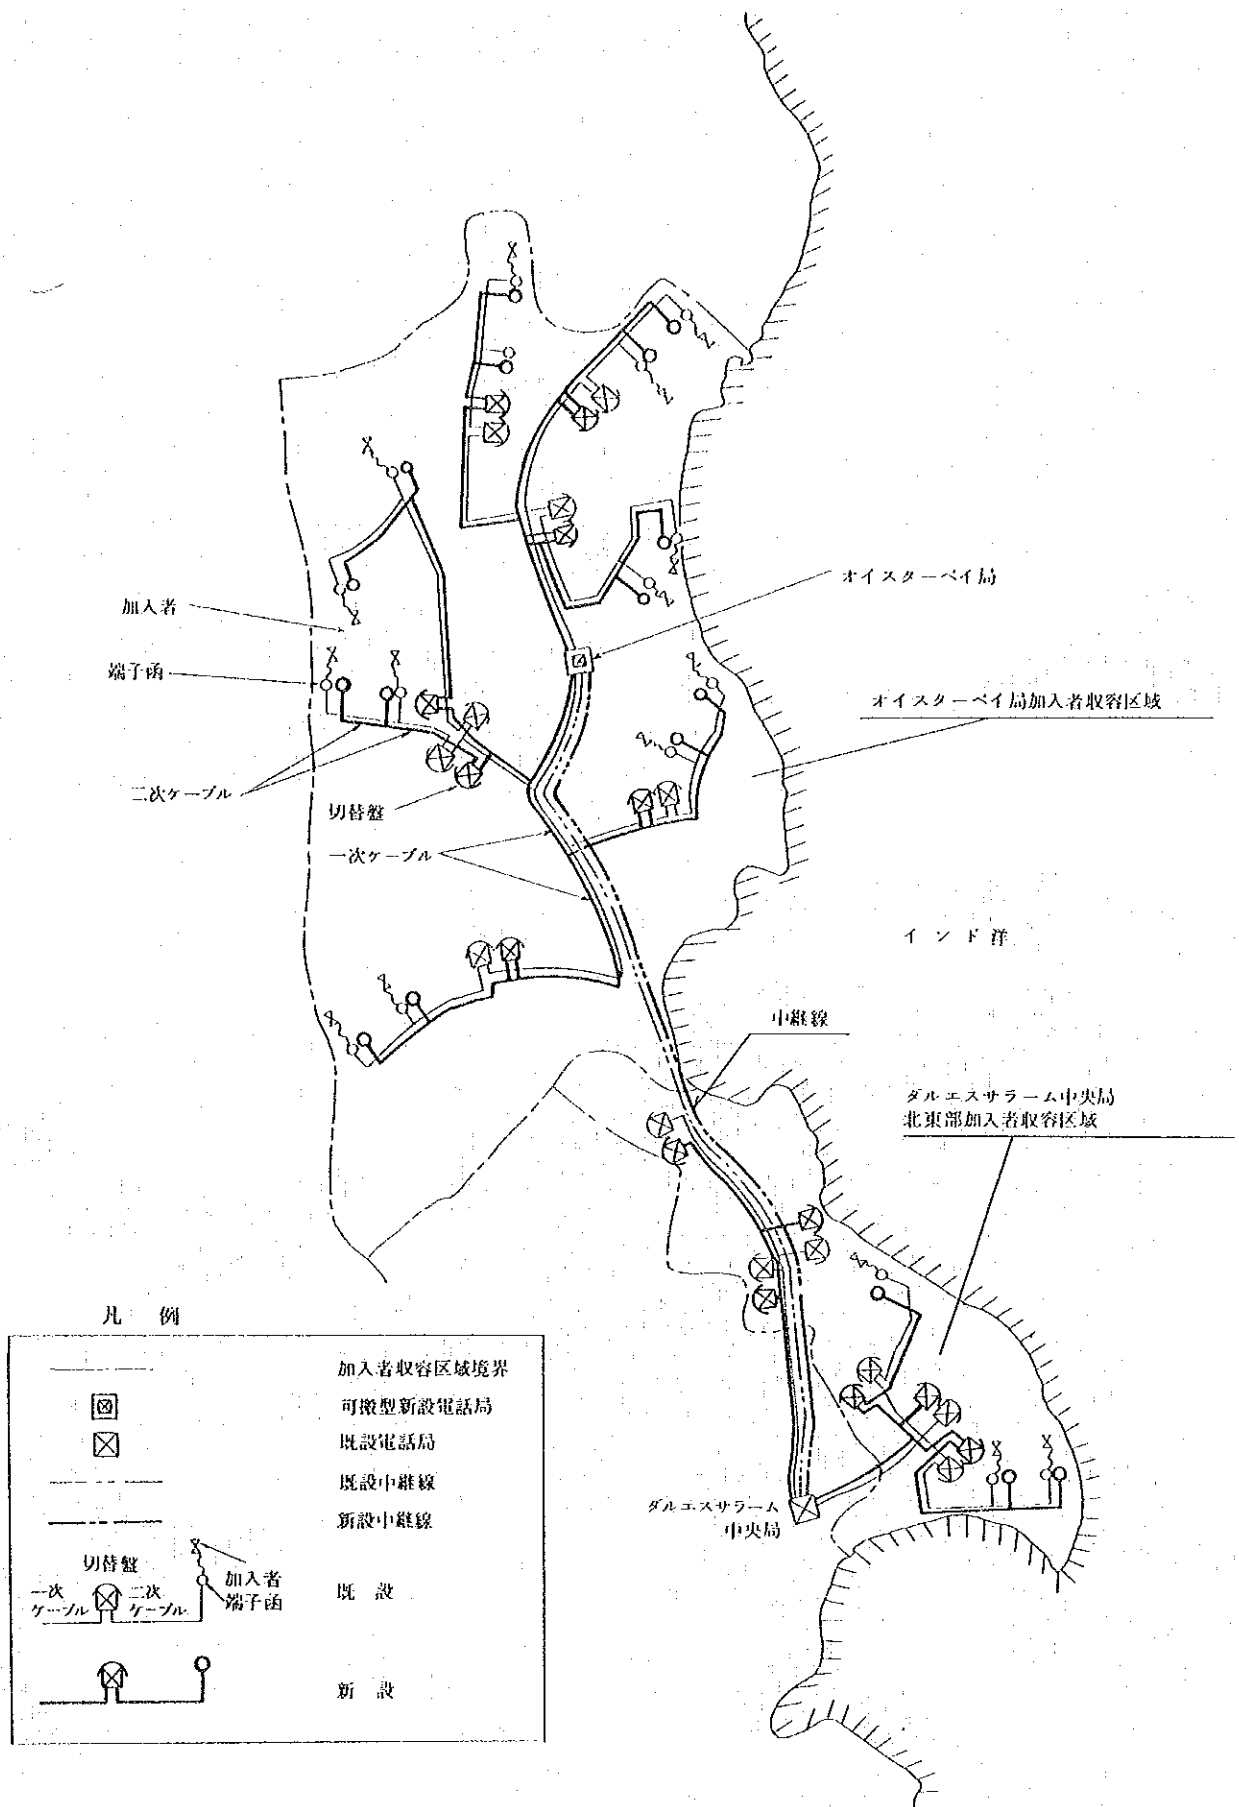 オイスターベイ局
加入者
端子函
オイスターベイ局加入者収容区域
二次ケーブル
切替盤
一次ケーブル
インド洋
中継線
ダルエスサラーム中央局
北東部加入者収容区域
ダルエスサラーム
中央局
凡例
加入者収容区域境界
可搬型新設電話局
既設電話局
既設中継線
新設中継線
切替盤
一次
ケーブル
二次
ケーブル
加入者
端子函
既設
新設